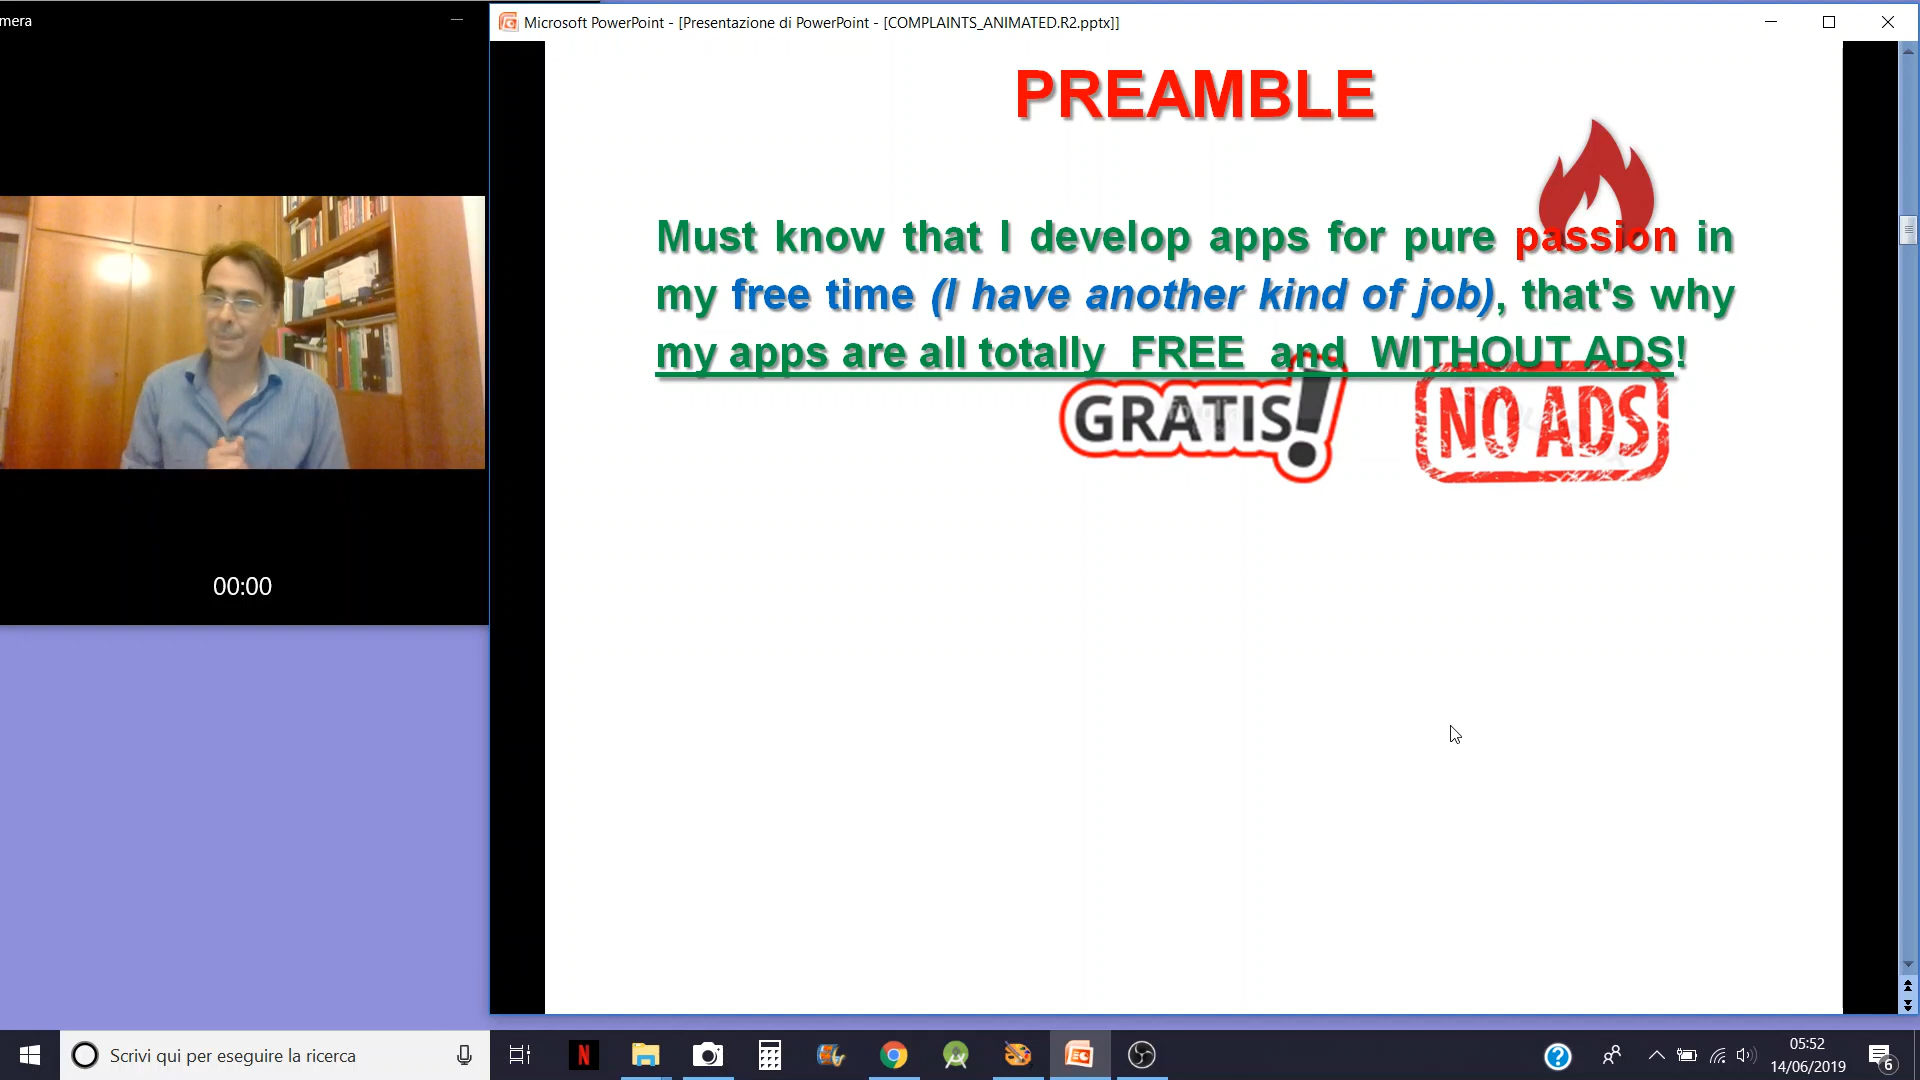 mera
Microsoft PowerPoint - [Presentazione di PowerPoint - [COMPLAINTS_ANIMATED.R2.pptx]]
PREAMBLE
Must know that I develop apps for pure passion in
my free time (I have another kind of job), that's why
my apps are all totally FREE and WITHOUT ADS!
GRATIS!
NO ADS
00:00
Scrivi qui per eseguire la ricerca
N
05:52
14/06/2019
6